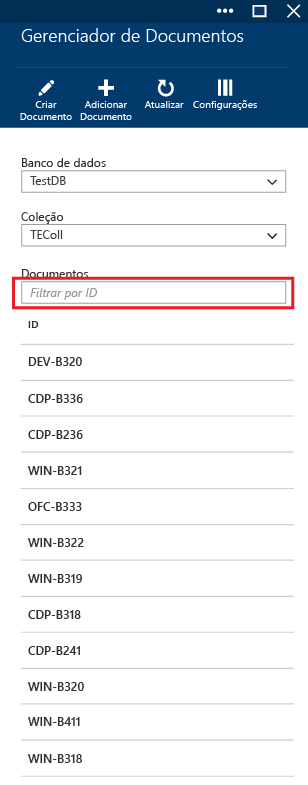 Gerenciador de Documentos
Criar Documento
Adicionar Documento
Atualizar
Configurações
Banco de dados
TestDB
Coleção
TEColl
Documentos
Filtrar por ID
ID
DEV-B320
CDP-B336
CDP-B236
WIN-B321
OFC-B333
WIN-B322
WIN-B319
CDP-B318
CDP-B241
WIN-B320
WIN-B411
WIN-B318